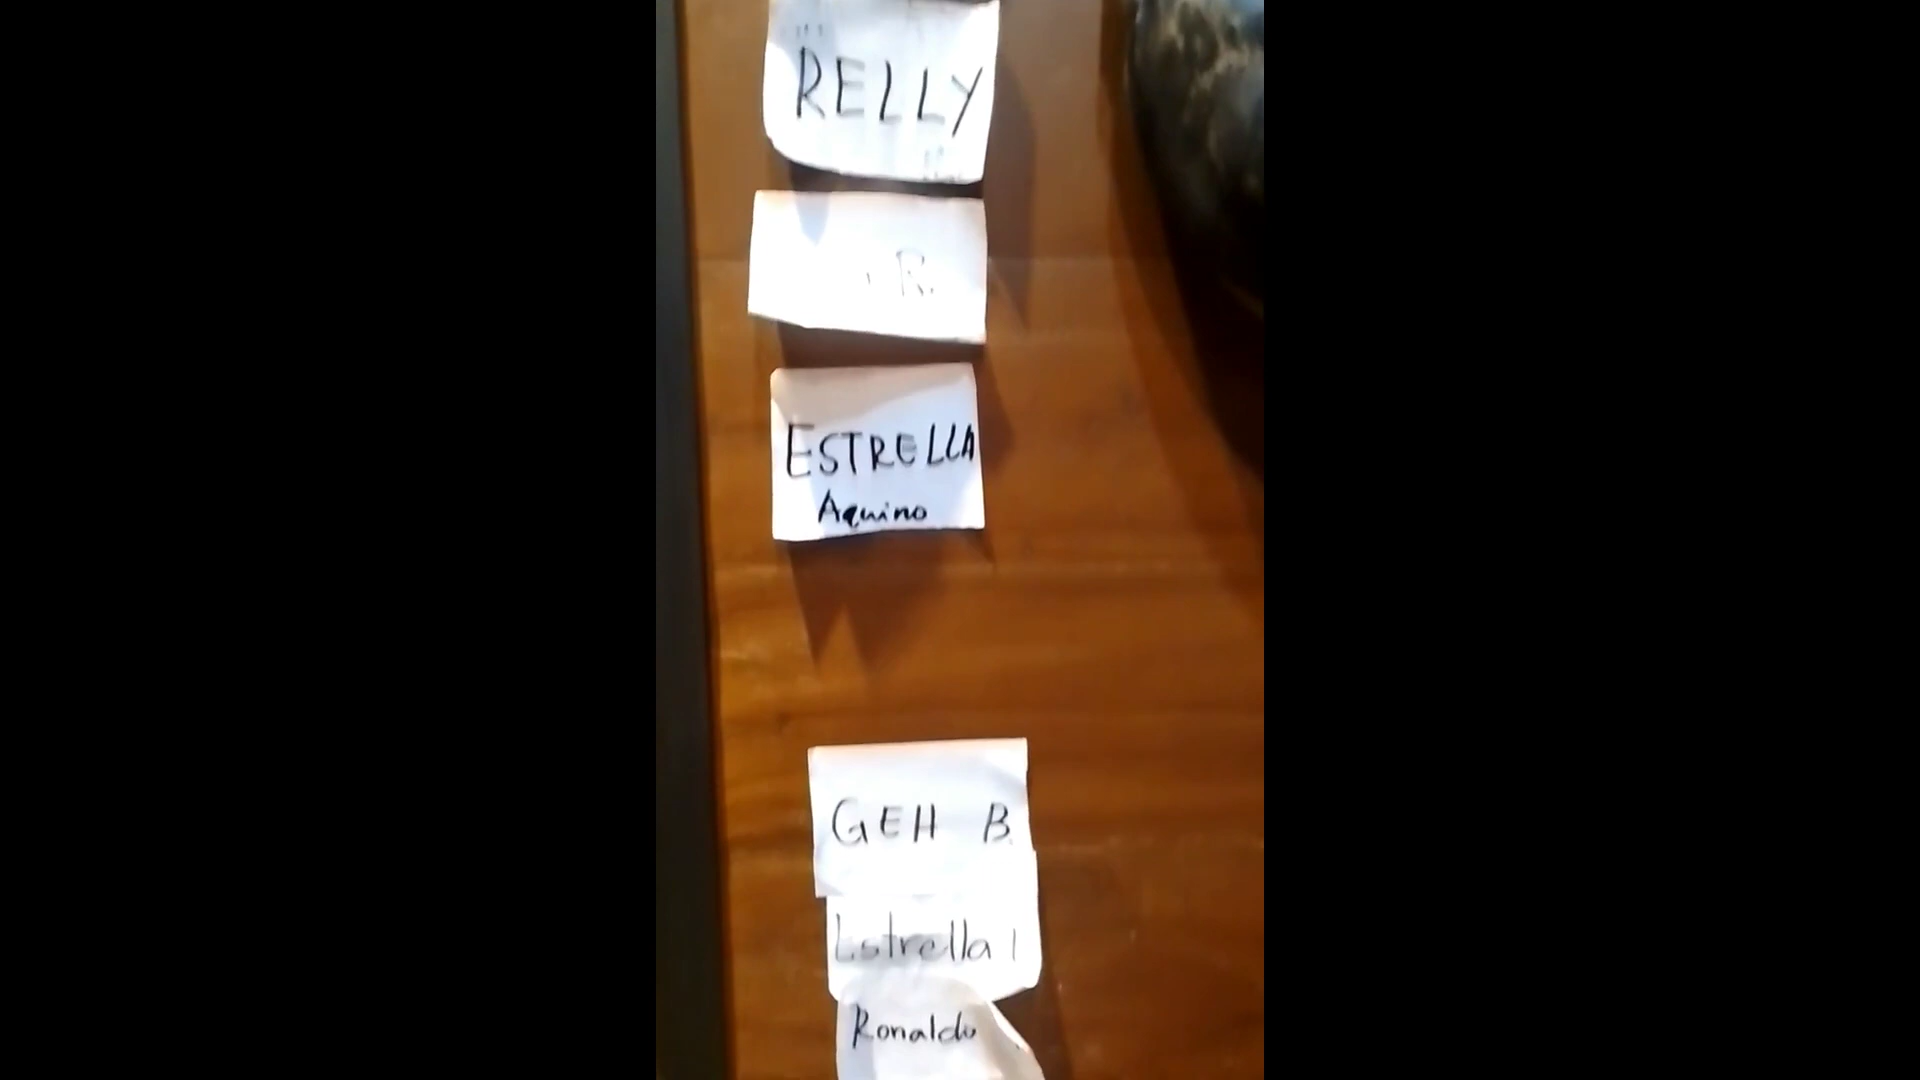 RELLY
R.
ESTRELLA
Aquino
GEH B.
Estrella
Ronaldo